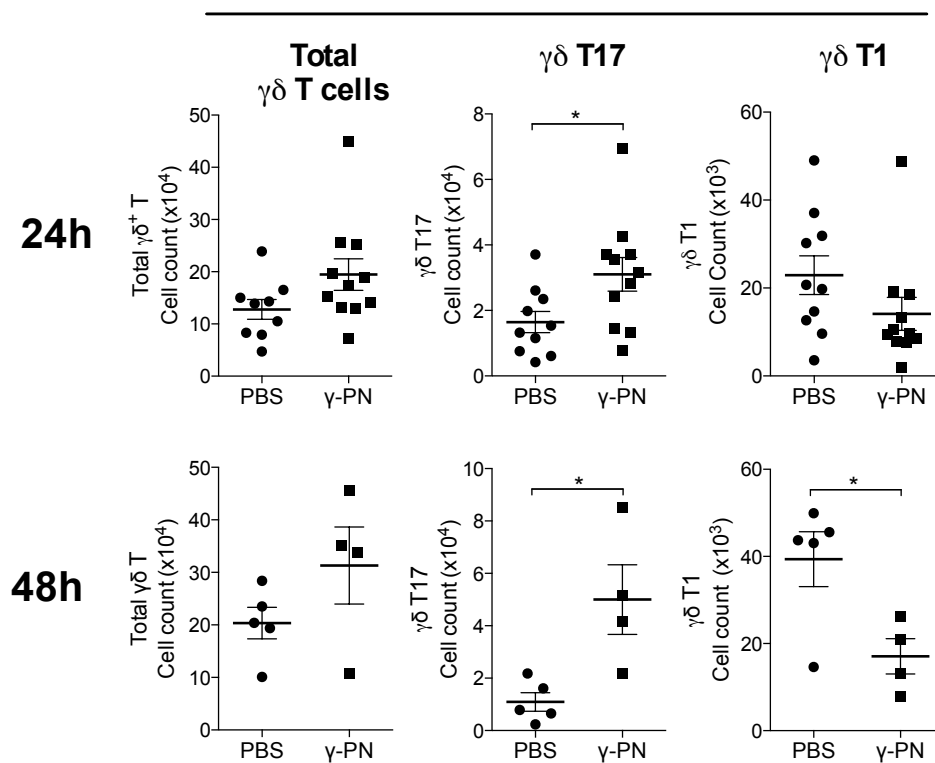 Total
γδ T cells
γδ T17
γδ T1
24h
Total γδ⁺ T
Cell count (x10⁴)
50
40
30
20
10
0
PBS
γ-PN
γδ T17
Cell count (x10⁴)
8
6
4
2
0
*
PBS
γ-PN
γδ T1
Cell Count (x10³)
60
40
20
0
PBS
γ-PN
48h
Total γδ T
Cell count (x10⁴)
50
40
30
20
10
0
PBS
γ-PN
γδ T17
Cell count (x10⁴)
10
8
6
4
2
0
*
PBS
γ-PN
γδ T1
Cell count (x10³)
60
40
20
0
*
PBS
γ-PN